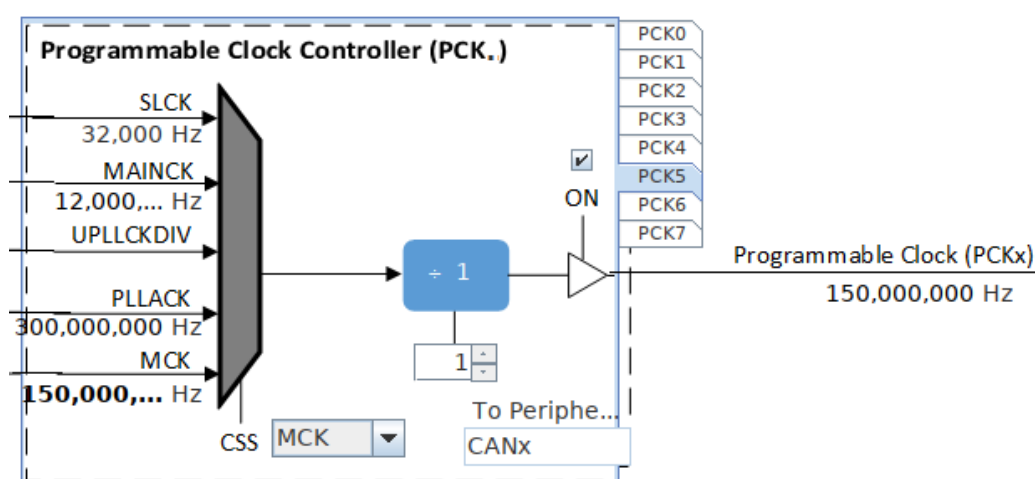 Programmable Clock Controller (PCK.)
SLCK
32,000 Hz
MAINCK
12,000,... Hz
UPLLCKDIV
PLLACK
300,000,000 Hz
MCK
150,000,... Hz
CSS
MCK
÷ 1
1
ON
To Periphe...
CANx
PCK0
PCK1
PCK2
PCK3
PCK4
PCK5
PCK6
PCK7
Programmable Clock (PCKx)
150,000,000 Hz